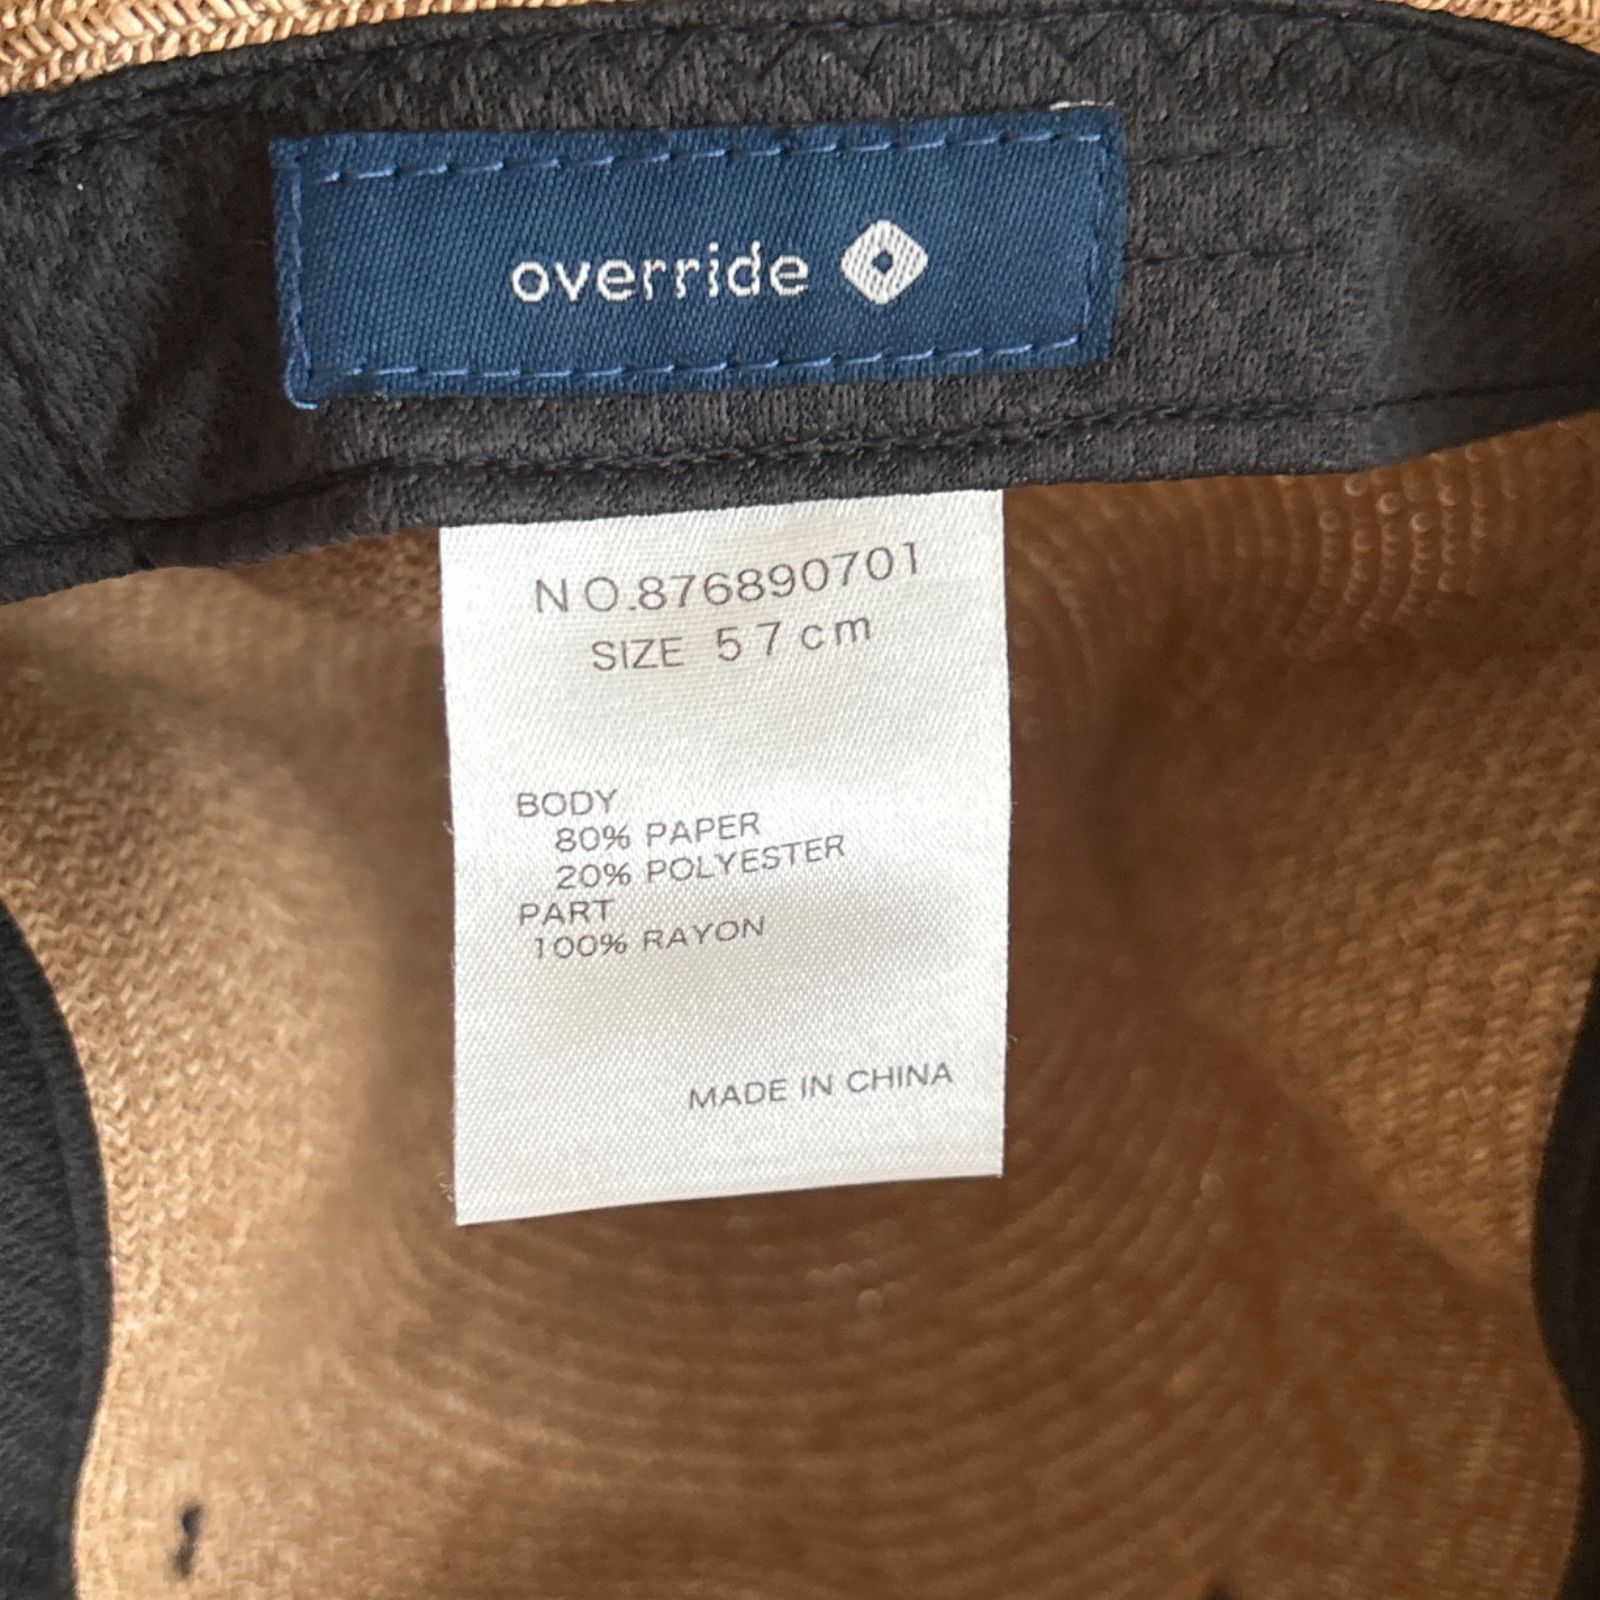 override
NO.876890701
SIZE 57cm
BODY
80% PAPER
20% POLYESTER
PART
100% RAYON
MADE IN CHINA